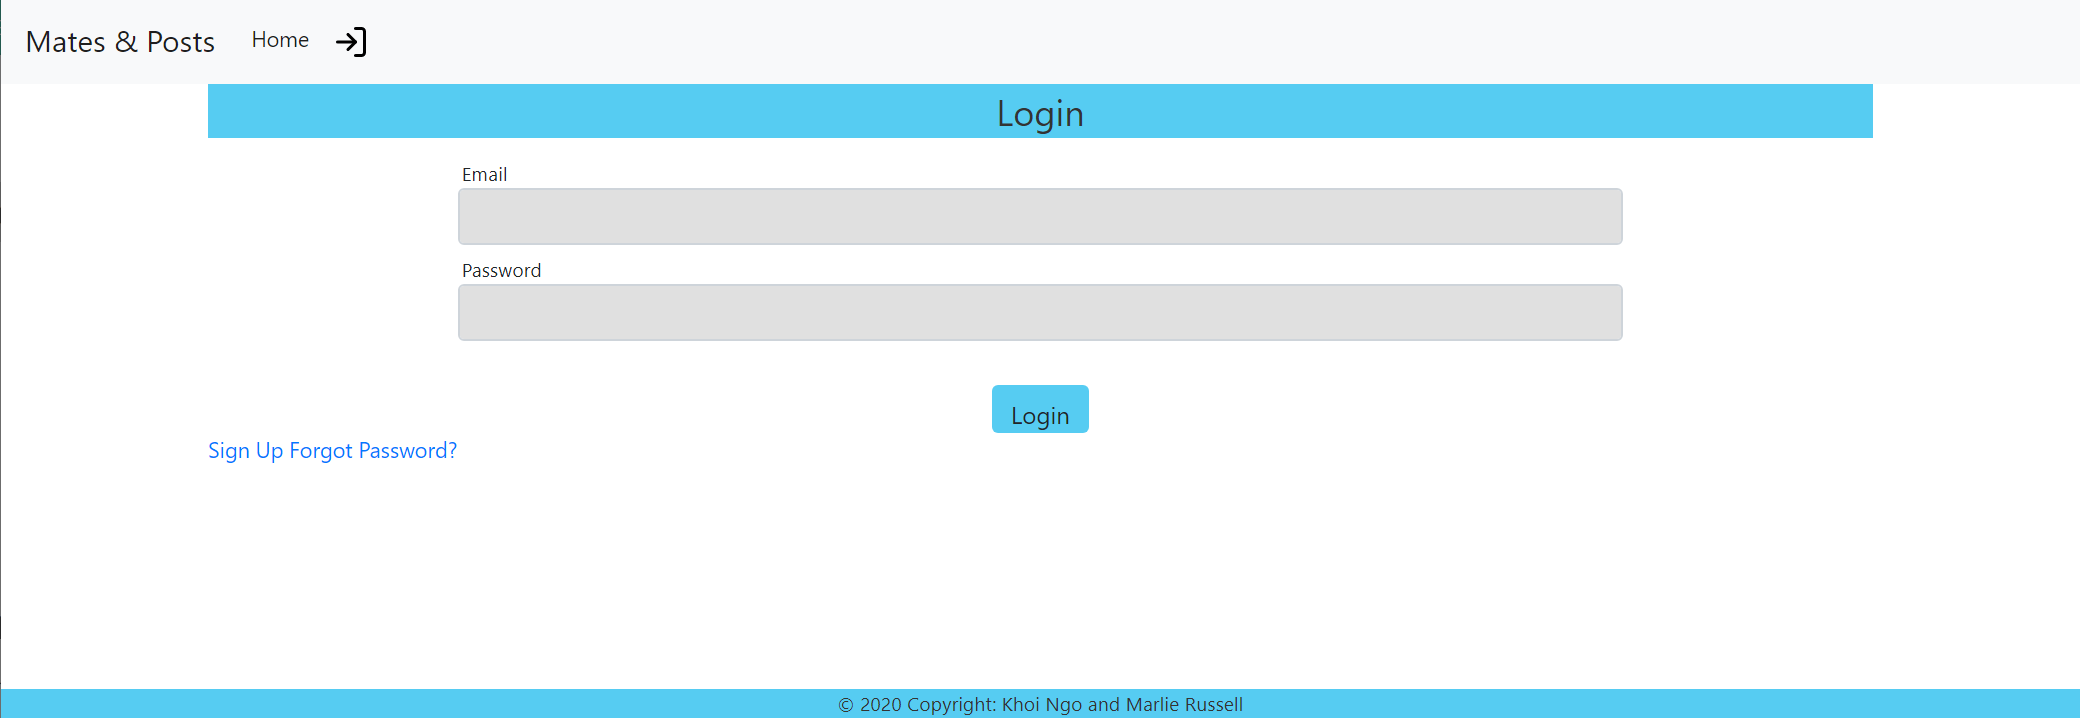 Mates & Posts Home
Login
Email
Password
Login
Sign Up Forgot Password?
© 2020 Copyright: Khoi Ngo and Marlie Russell